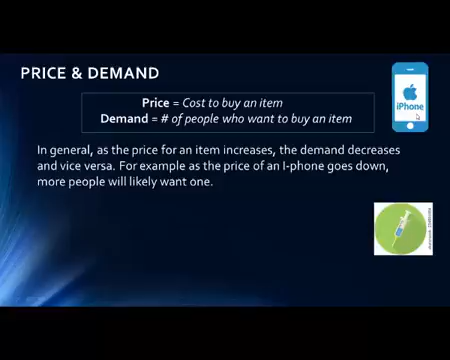 PRICE & DEMAND
Price = Cost to buy an item
Demand = # of people who want to buy an item
iPhone
In general, as the price for an item increases, the demand decreases
and vice versa. For example as the price of an I-phone goes down,
more people will likely want one.